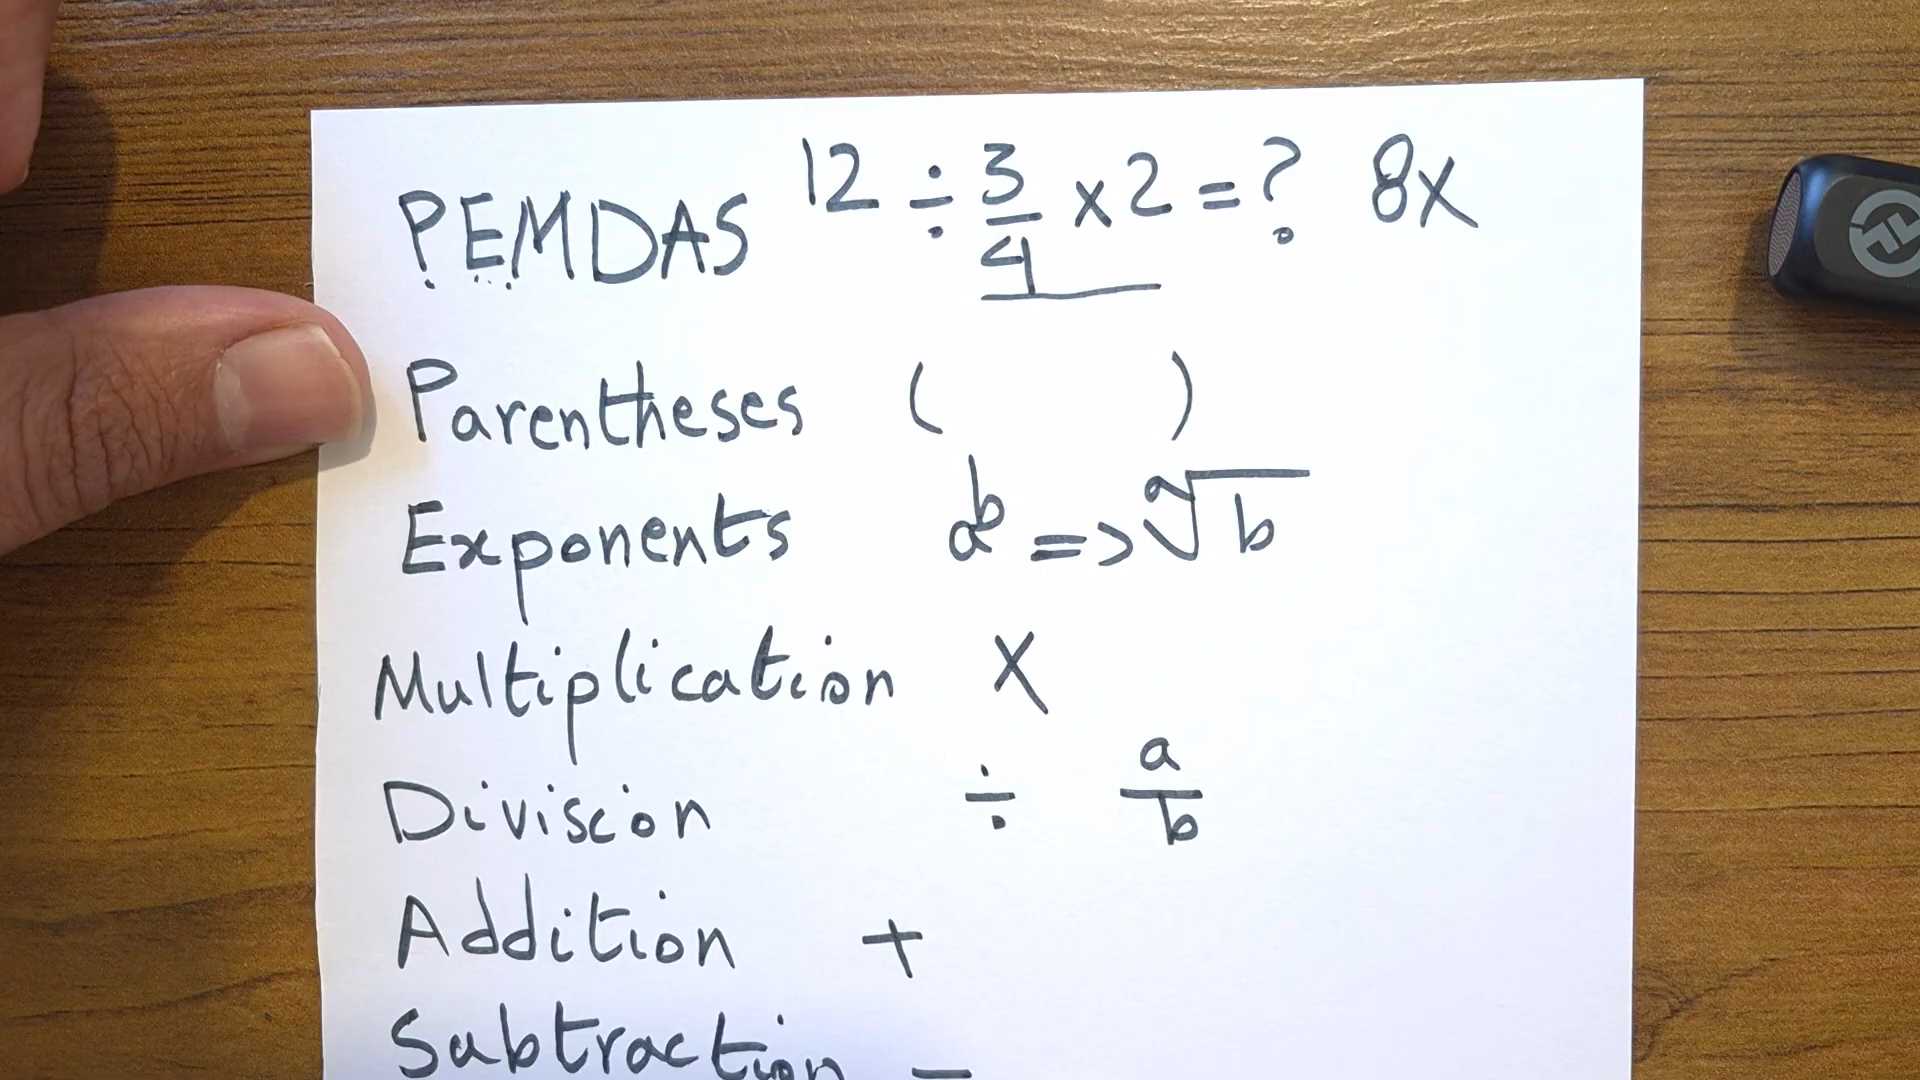 PEMDAS 12 ÷ 3/4 × 2 = ? 8X
Parentheses ( )
Exponents a^b => ᵃ√b
Multiplication X
Division ÷ a/b
Addition +
Subtraction −